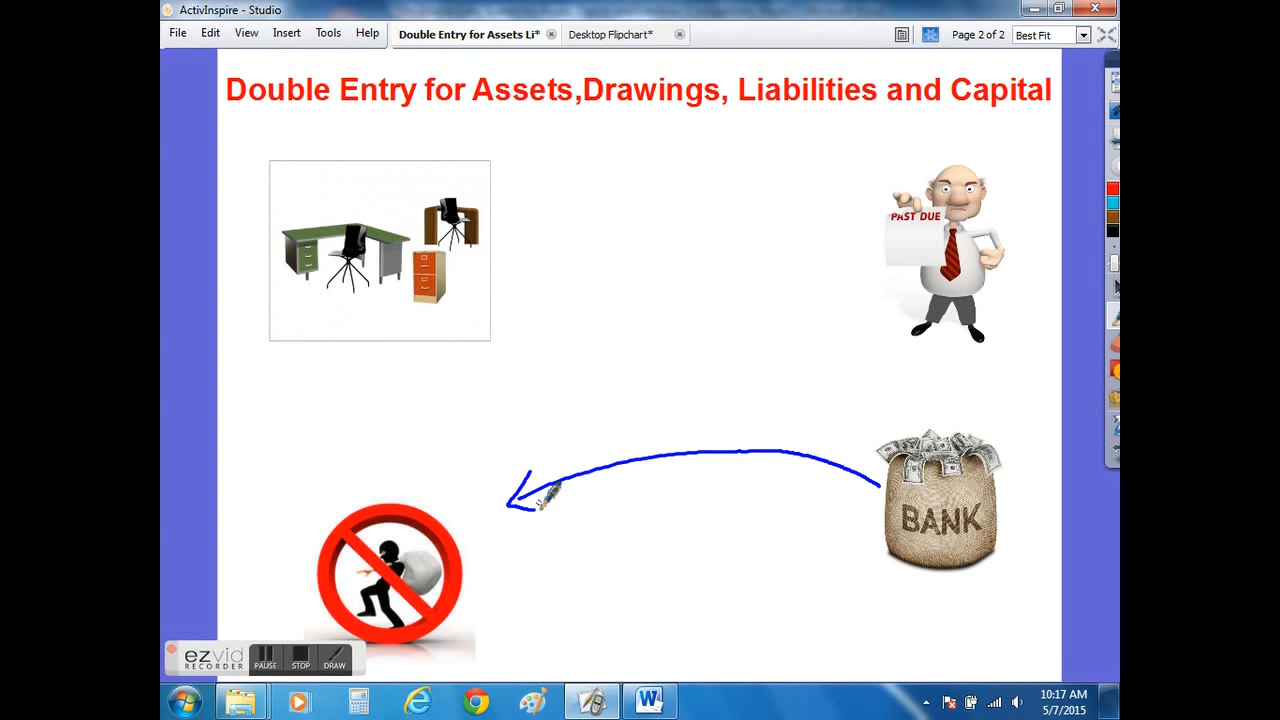 ActivInspire - Studio
File Edit View Insert Tools Help
Double Entry for Assets Li*
Desktop Flipchart*
Page 2 of 2
Best Fit
Double Entry for Assets,Drawings, Liabilities and Capital
PAST DUE
BANK
ezvid
RECORDER
PAUSE STOP DRAW
W
10:17 AM
5/7/2015